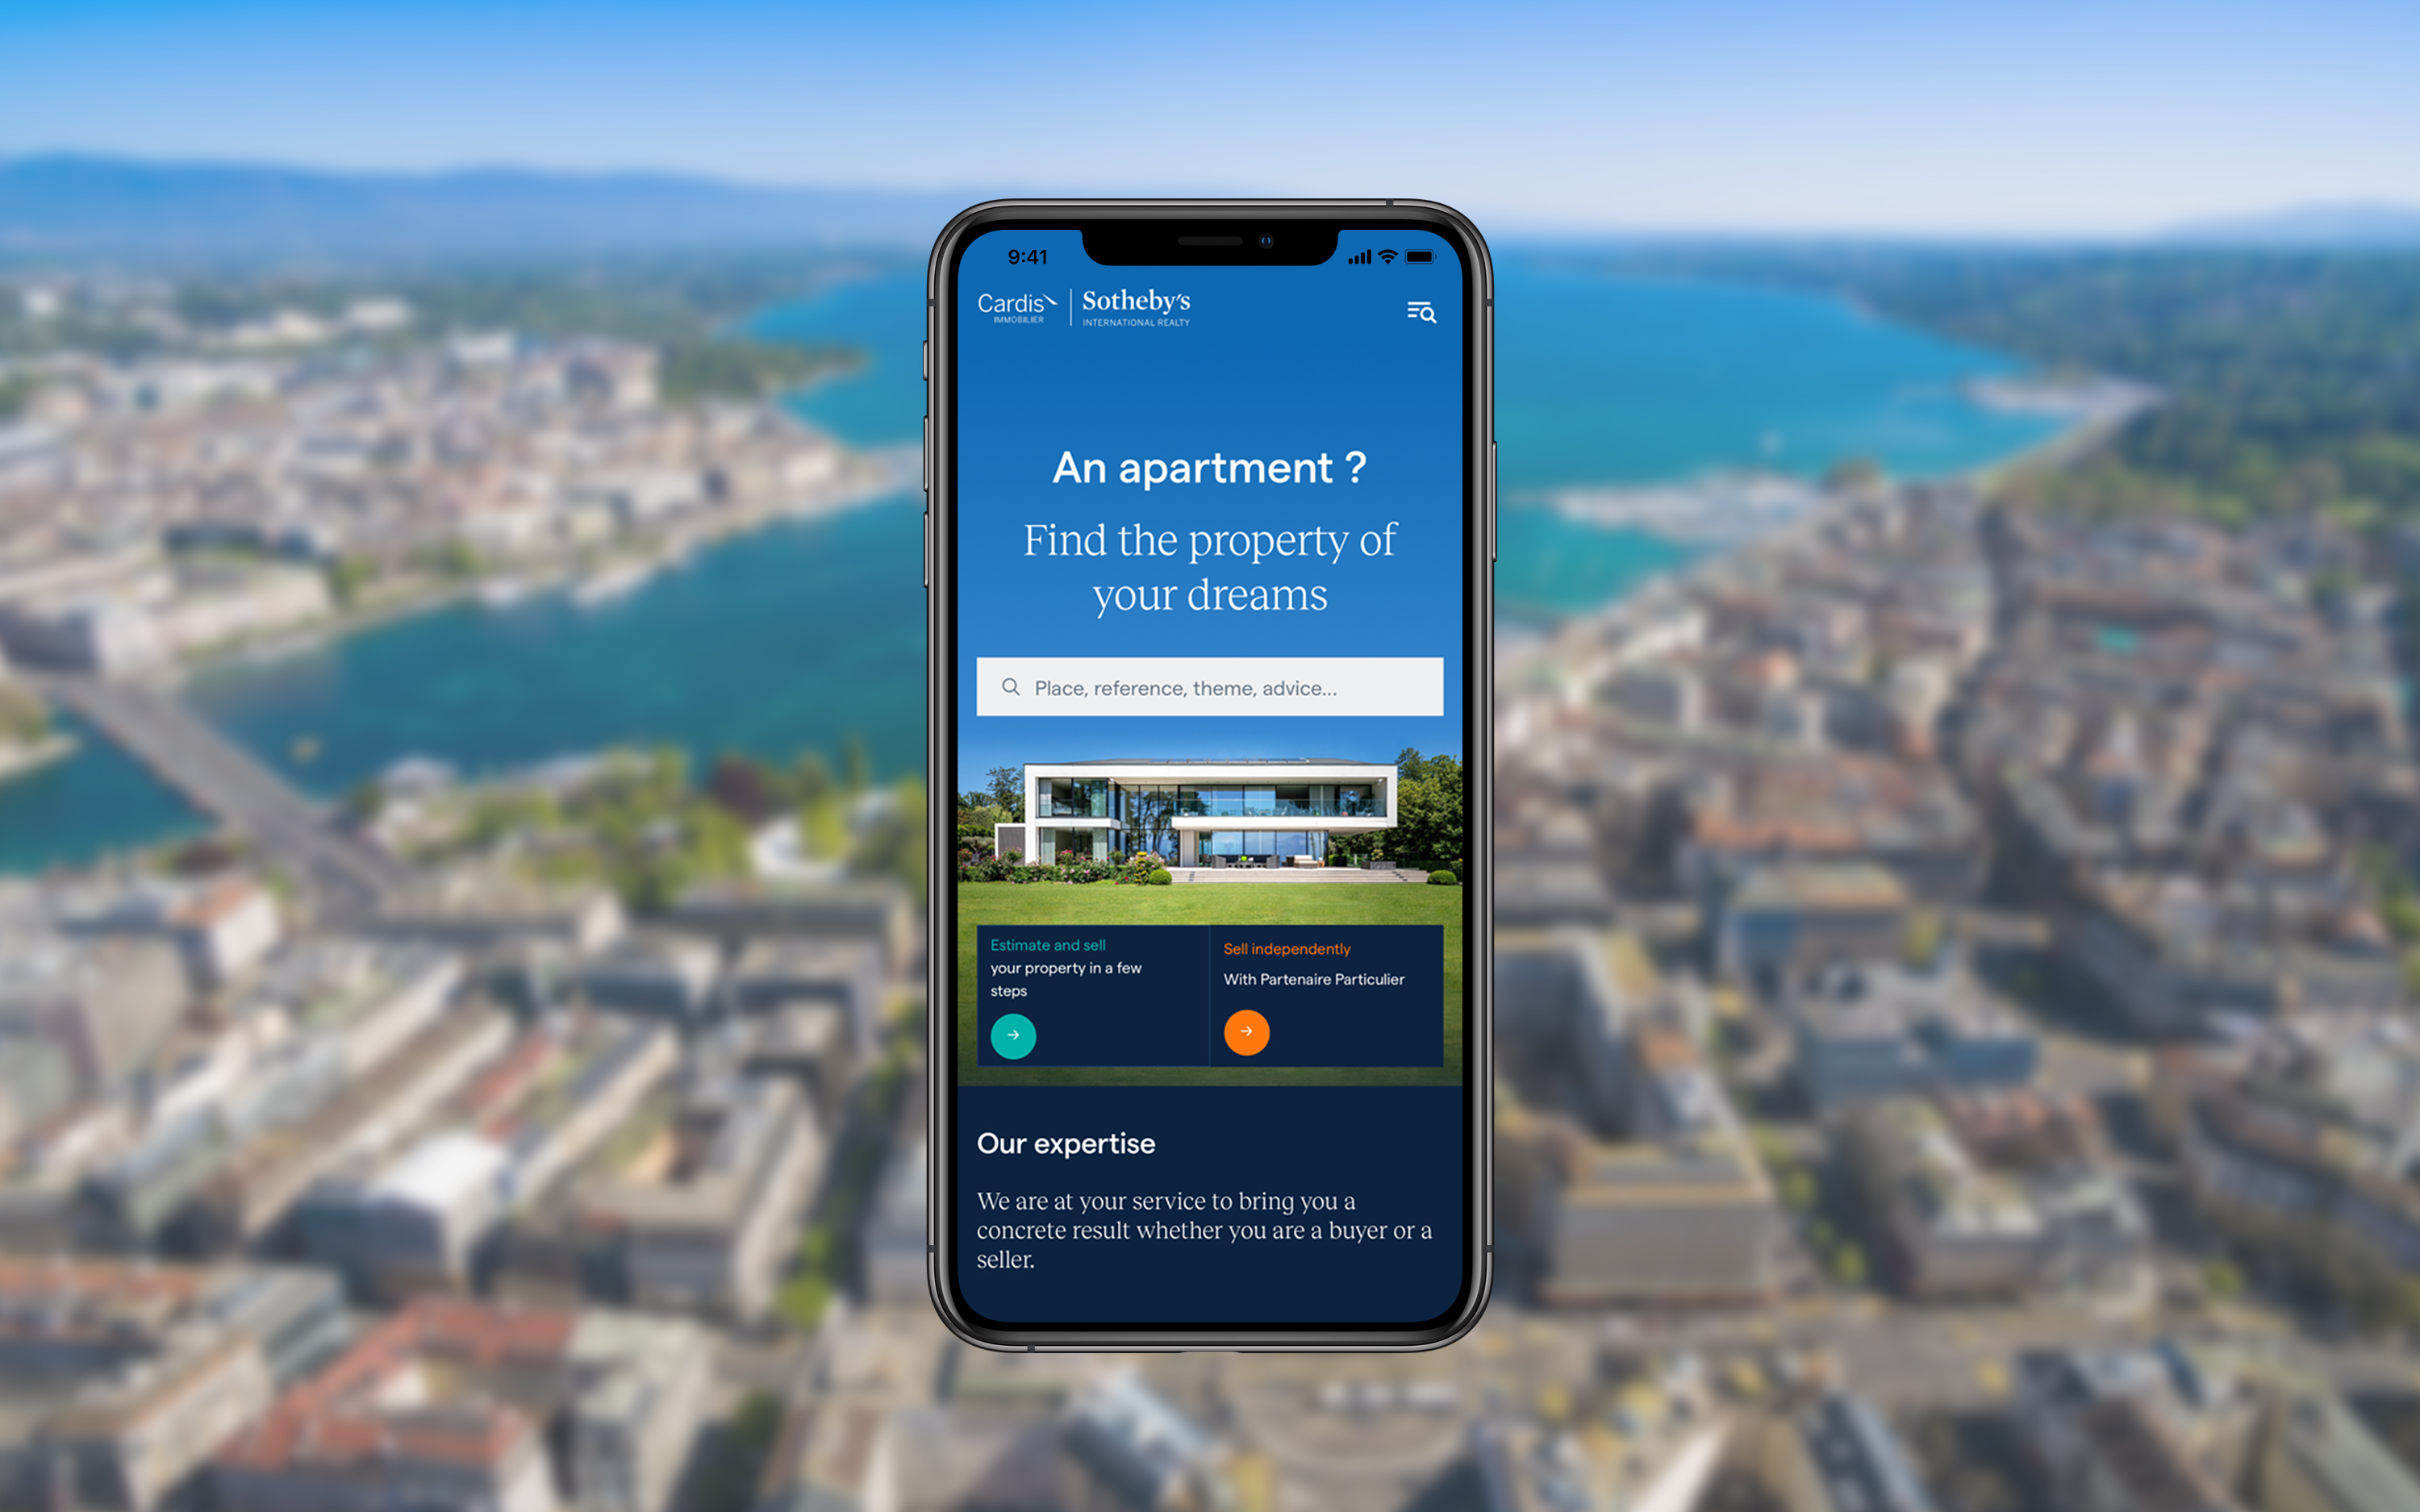 9:41
Cardis
IMMOBILIER
Sotheby's
INTERNATIONAL REALTY
An apartment ?
Find the property of
your dreams
Place, reference, theme, advice...
Estimate and sell
your property in a few
steps
Sell independently
With Partenaire Particulier
Our expertise
We are at your service to bring you a
concrete result whether you are a buyer or a
seller.